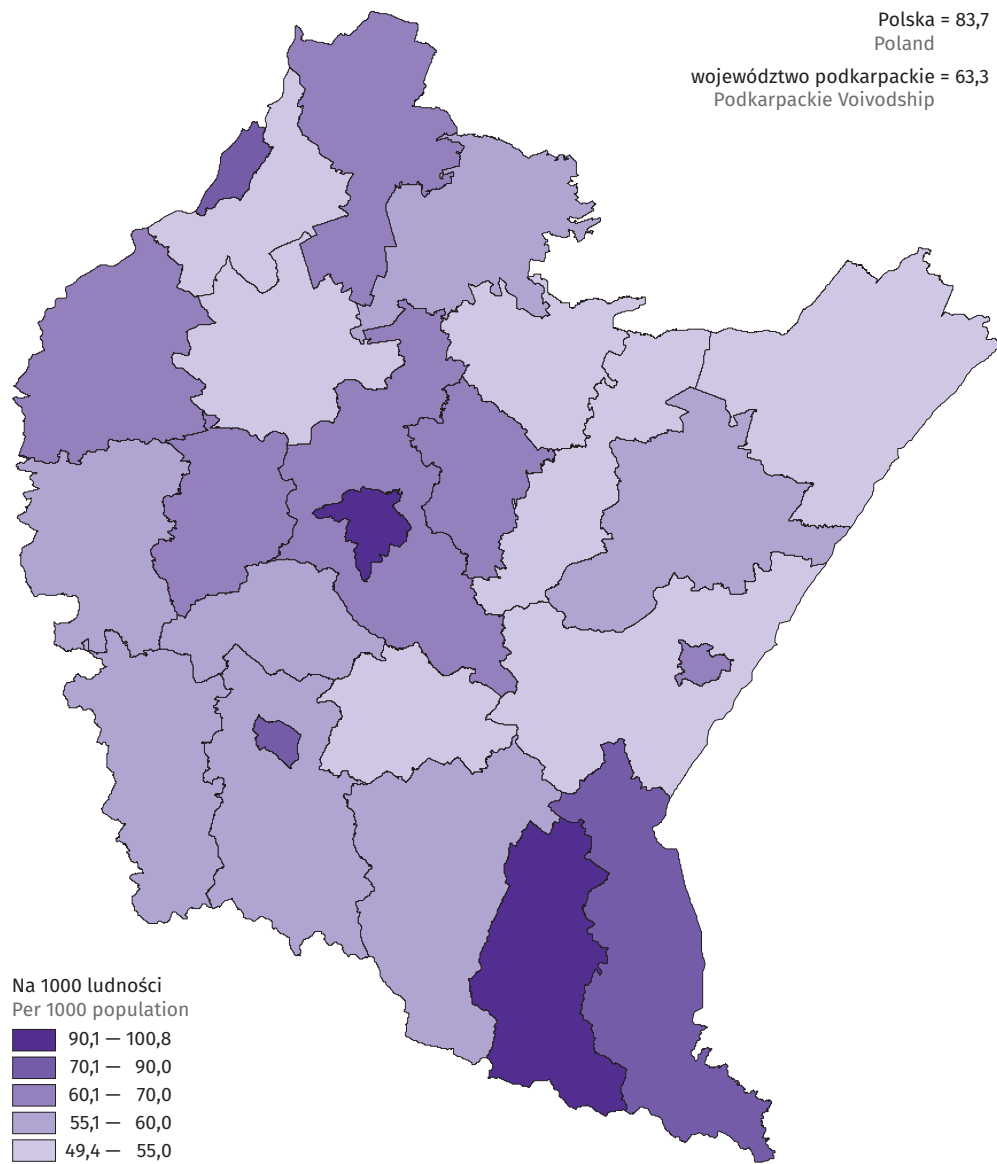 Polska = 83,7
Poland
województwo podkarpackie = 63,3
Podkarpackie Voivodship
Na 1000 ludności
Per 1000 population
90,1 — 100,8
70,1 — 90,0
60,1 — 70,0
55,1 — 60,0
49,4 — 55,0